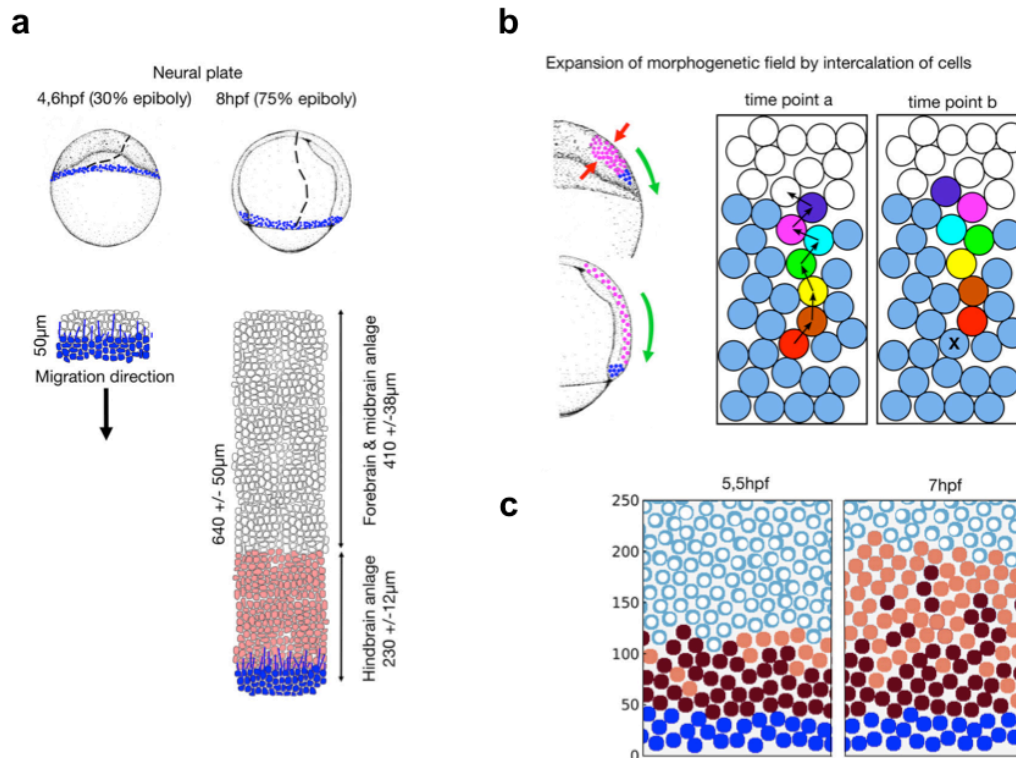 a
Neural plate
4,6hpf (30% epiboly) 8hpf (75% epiboly)
50µm
Migration direction
640 +/- 50µm
Forebrain & midbrain anlage
410 +/-38µm
Hindbrain anlage
230 +/-12µm
b
Expansion of morphogenetic field by intercalation of cells
time point a time point b
X
c
5,5hpf 7hpf
250
200
150
100
50
0